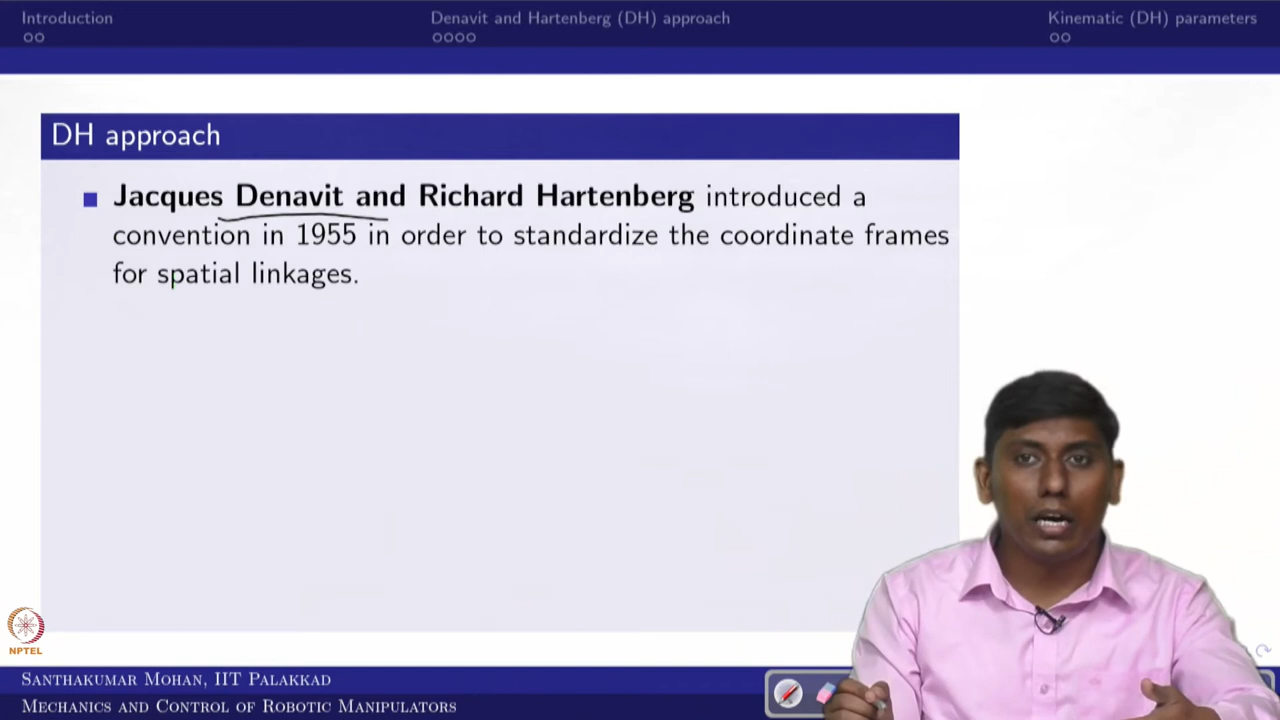 Introduction
Denavit and Hartenberg (DH) approach
Kinematic (DH) parameters
DH approach
Jacques Denavit and Richard Hartenberg introduced a
convention in 1955 in order to standardize the coordinate frames
for spatial linkages.
NPTEL
Santhakumar Mohan, IIT Palakkad
Mechanics and Control of Robotic Manipulators